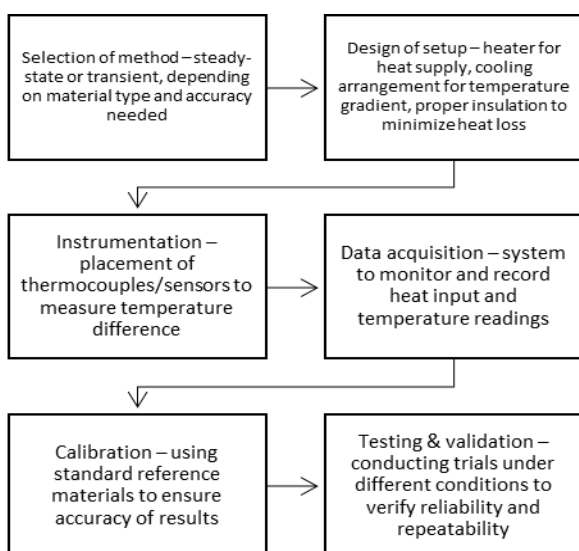 Selection of method – steady-
state or transient, depending
on material type and accuracy
needed
Design of setup – heater for
heat supply, cooling
arrangement for temperature
gradient, proper insulation to
minimize heat loss
Instrumentation –
placement of
thermocouples/sensors to
measure temperature
difference
Data acquisition – system
to monitor and record
heat input and
temperature readings
Calibration – using
standard reference
materials to ensure
accuracy of results
Testing & validation –
conducting trials under
different conditions to
verify reliability and
repeatability